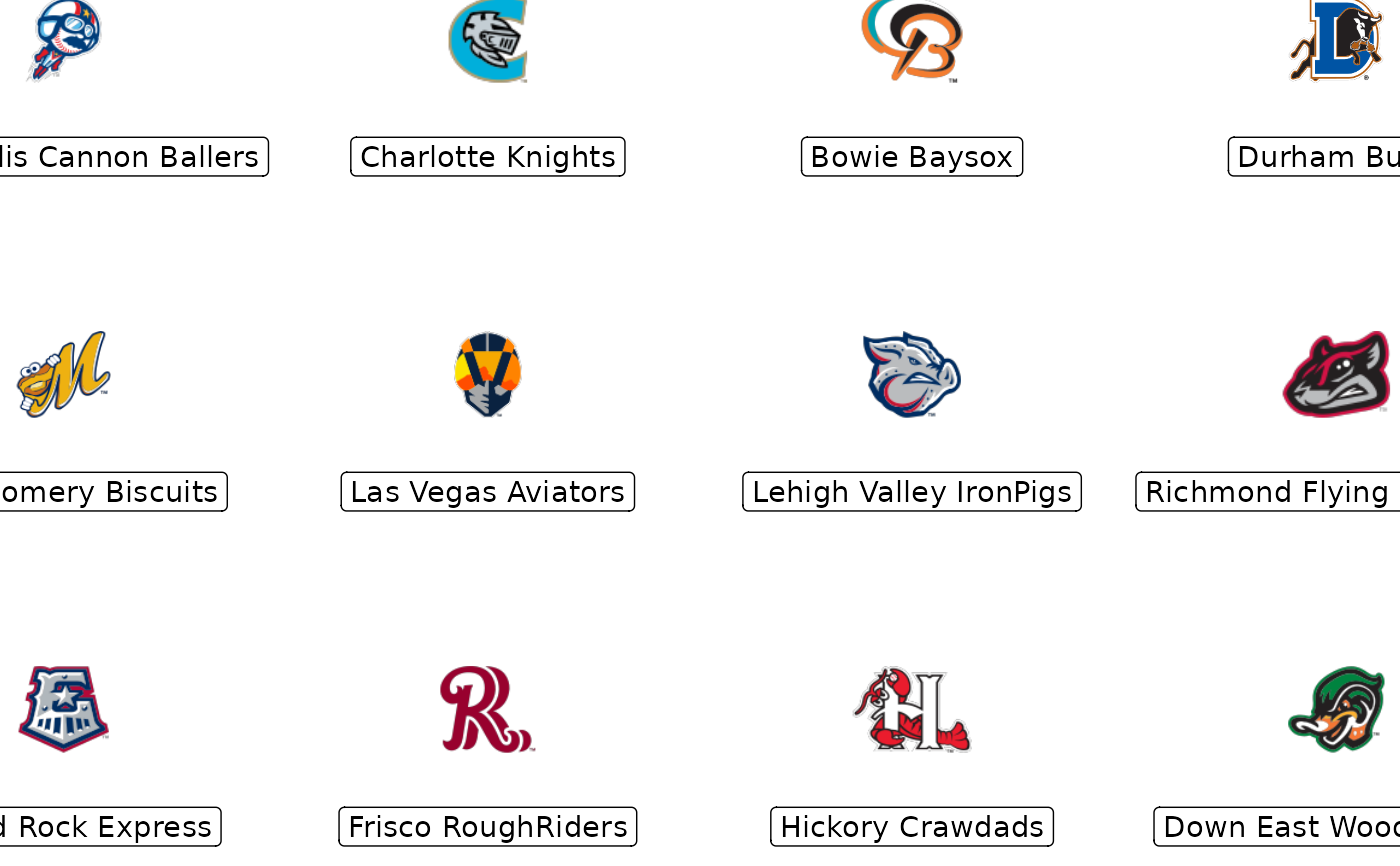 lis Cannon Ballers
Charlotte Knights
Bowie Baysox
Durham Bu
omery Biscuits
Las Vegas Aviators
Lehigh Valley IronPigs
Richmond Flying
Rock Express
Frisco RoughRiders
Hickory Crawdads
Down East Wood